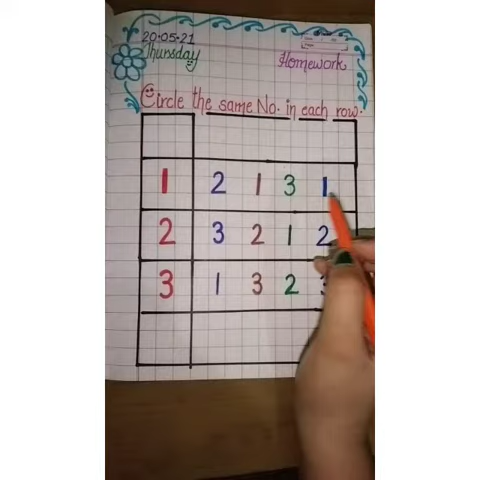 20.05.21
Thursday
Homework
Circle the same No. in each row.
1 2 1 3 1
2 3 2 1 2
3 1 3 2 3